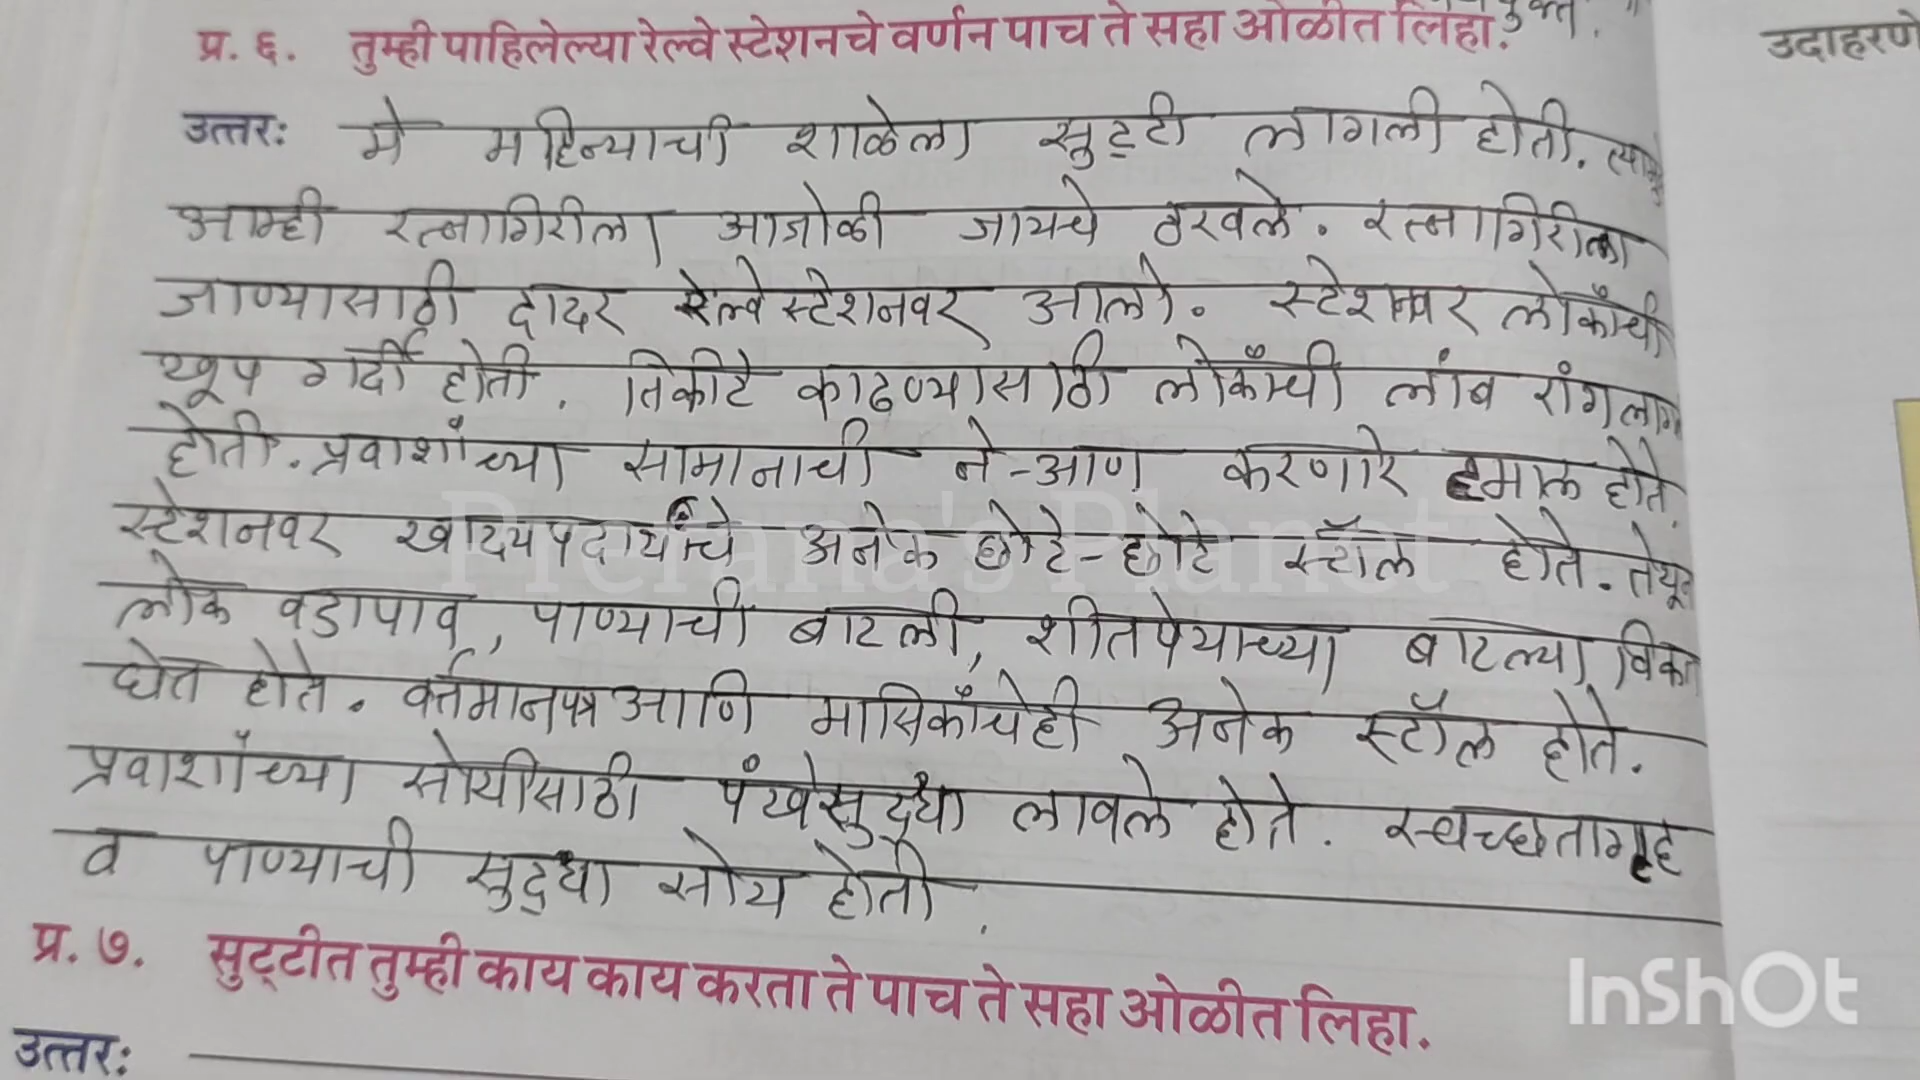 प्र. ६. तुम्ही पाहिलेल्या रेल्वे स्टेशनचे वर्णन पाच ते सहा ओळीत लिहा.
उदाहरणे
उत्तरः मे महिन्याची शाळेला सुट्टी लागली होती.
आम्ही रत्नागिरीला आजोळी जायचे ठरवले. रत्नागिरीला
जाण्यासाठी दादर रेल्वे स्टेशनवर आलो. स्टेशनवर लोकाँची
खूप गर्दी होती. तिकीटे काढण्यासाठी लोकाँची लांब रांग
होती. प्रवाशाँच्या सामानाची ने-आण करणारे हमाल होते.
स्टेशनवर खाद्यपदार्थांचे अनेक छोटे-छोटे स्टॉल होते. तेथून
लोक वडापाव, पाण्याची बाटली, शीतपेयाच्या बाटल्या विकत
घेत होते. वर्तमानपत्र आणि मासिकाँचेही अनेक स्टॉल होते.
प्रवाशाँच्या सोयीसाठी पंखेसुद्धा लावले होते. स्वच्छतागृह
व पाण्याची सुद्धा सोय होती.
Prerana's Planet
प्र. ७. सुट्टीत तुम्ही काय काय करता ते पाच ते सहा ओळीत लिहा.
उत्तरः
InShOt